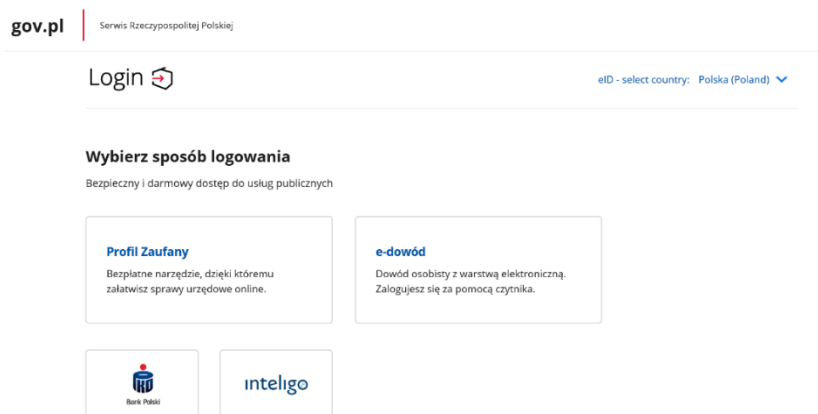 gov.pl
Serwis Rzeczypospolitej Polskiej
Login
eID - select country: Polska (Poland)
Wybierz sposób logowania
Bezpieczny i darmowy dostęp do usług publicznych
Profil Zaufany
Bezpłatne narzędzie, dzięki któremu
załatwisz sprawy urzędowe online.
e-dowód
Dowód osobisty z warstwą elektroniczną.
Zalogujesz się za pomocą czytnika.
PKO
Bank Polski
inteligo